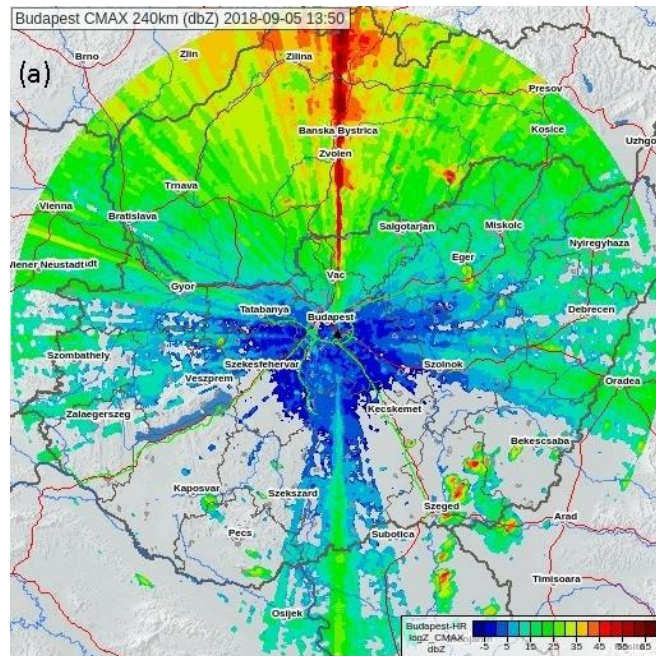 Budapest CMAX 240km (dbZ) 2018-09-05 13:50
(a)
Brno
Zlin
Zilina
Presov
Banska Bystrica
Kosice
Zvolen
Uzhgo
Trnava
Vienna
Bratislava
Salgotarjan
Miskolc
Nyiregyhaza
Eger
Wiener Neustadt
Vac
Gyor
Tatabanya
Budapest
Debrecen
Szombathely
Szekesfehervar
Szolnok
Veszprem
Oradea
Zalaegerszeg
Kecskemet
Bekescsaba
Kaposvar
Szekszard
Szeged
Arad
Pecs
Subotica
Timisoara
Osijek
Budapest-HR
logZ_CMAX
dbZ
-5 5 15 25 35 45 55 65